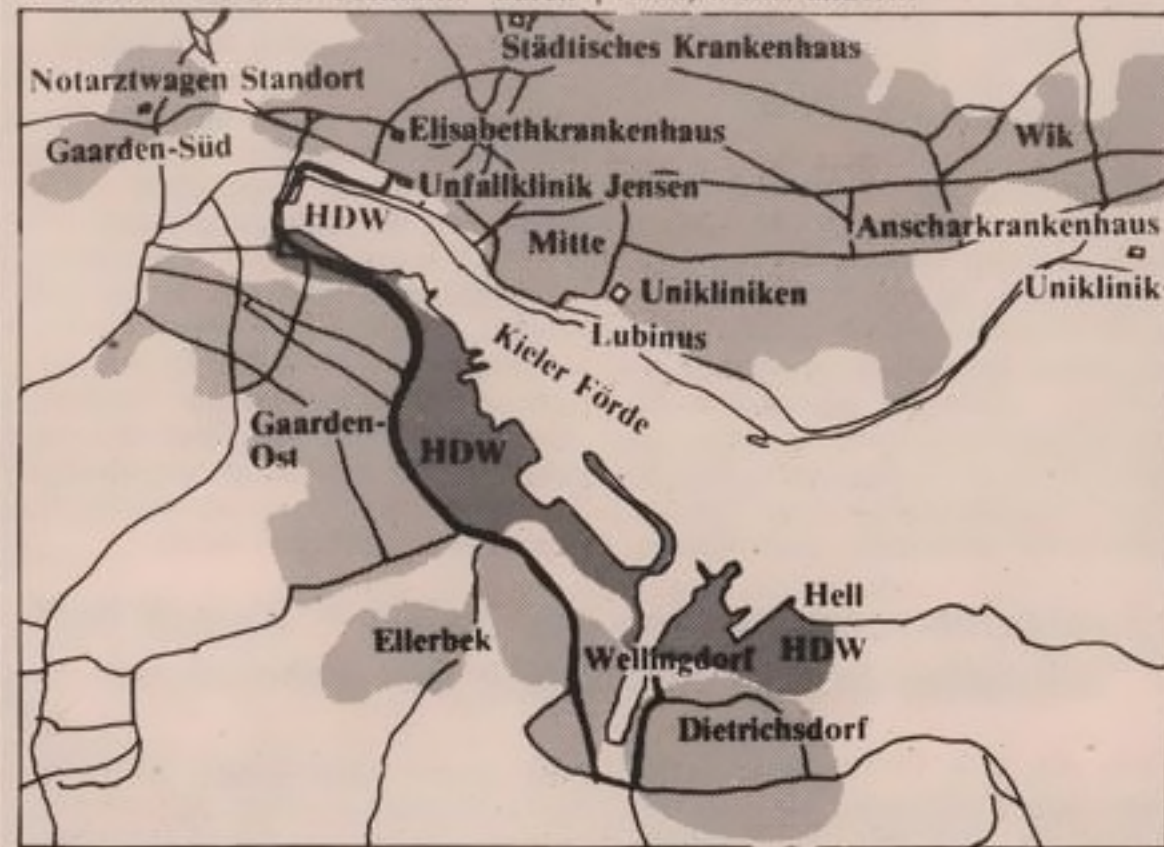 Städtisches Krankenhaus
Notarztwagen Standort
Elisabethkrankenhaus
Wik
Gaarden-Süd
Unfallklinik Jensen
HDW
Mitte
Anscharkrankenhaus
Unikliniken
Uniklinik
Lubinus
Kieler Förde
Gaarden-
Ost
HDW
Hell
Ellerbek
Wellingdorf
HDW
Dietrichsdorf